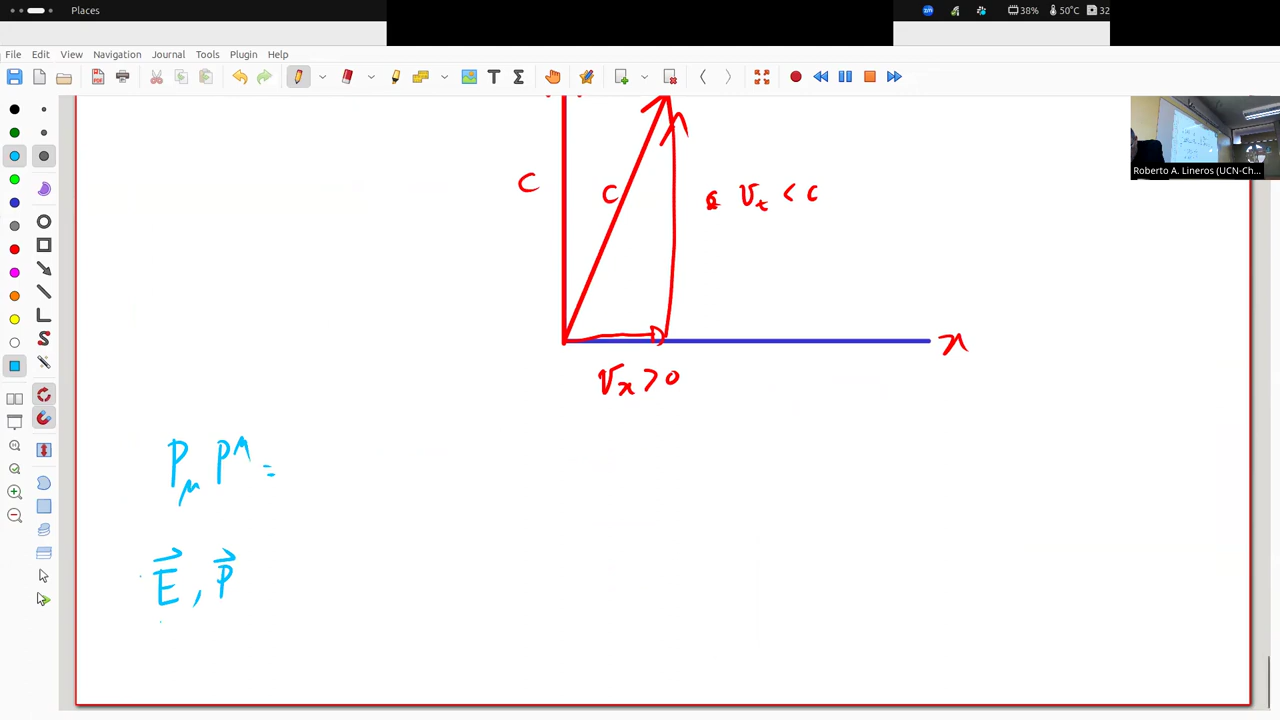 Places
38% 50°C 32
File Edit View Navigation Journal Tools Plugin Help
Roberto A. Lineros (UCN-Ch...
C
C
v_t < c
x
v_x > 0
P_μ P^μ =
E⃗, P⃗